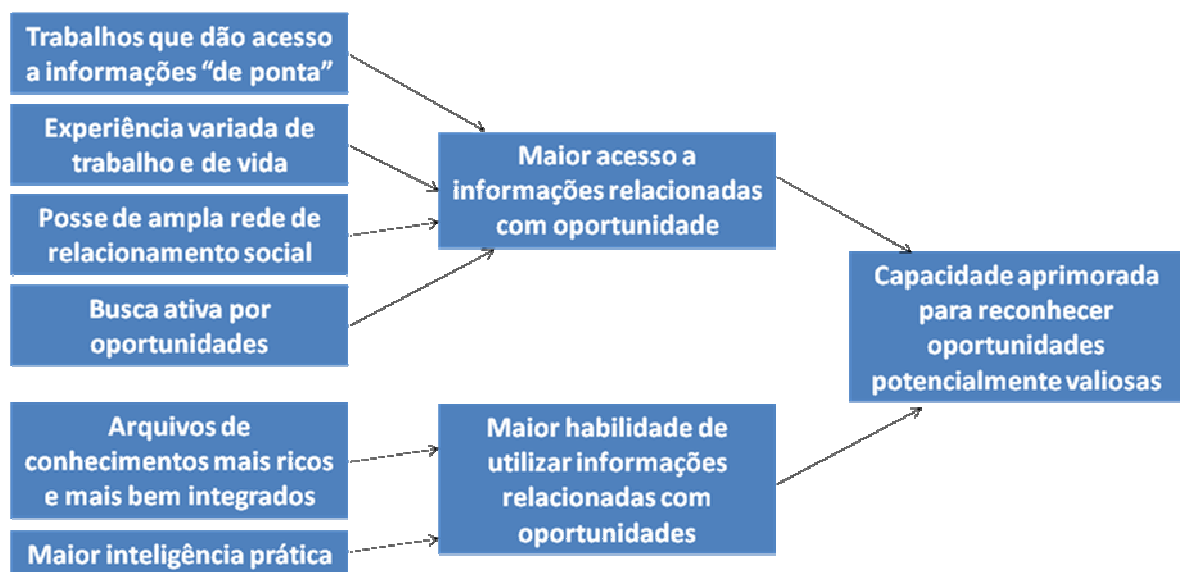 Trabalhos que dão acesso
a informações “de ponta”
Experiência variada de
trabalho e de vida
Posse de ampla rede de
relacionamento social
Busca ativa por
oportunidades
Arquivos de
conhecimentos mais ricos
e mais bem integrados
Maior inteligência prática
Maior acesso a
informações relacionadas
com oportunidade
Maior habilidade de
utilizar informações
relacionadas com
oportunidades
Capacidade aprimorada
para reconhecer
oportunidades
potencialmente valiosas